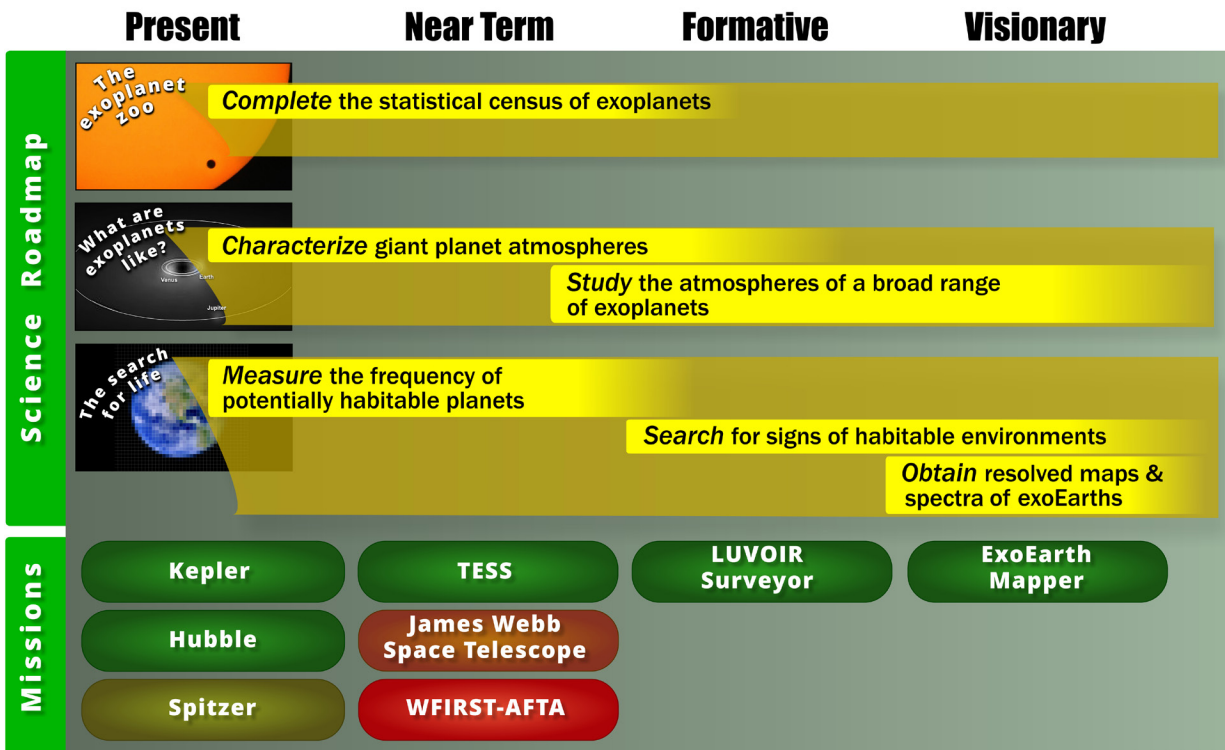 Present
Near Term
Formative
Visionary
Science Roadmap
The
exoplanet
zoo
Complete the statistical census of exoplanets
What are
exoplanets
like?
Venus
Earth
Jupiter
Characterize giant planet atmospheres
Study the atmospheres of a broad range
of exoplanets
The search
for life
Measure the frequency of
potentially habitable planets
Search for signs of habitable environments
Obtain resolved maps &
spectra of exoEarths
Missions
Kepler
TESS
LUVOIR
Surveyor
ExoEarth
Mapper
Hubble
James Webb
Space Telescope
Spitzer
WFIRST-AFTA